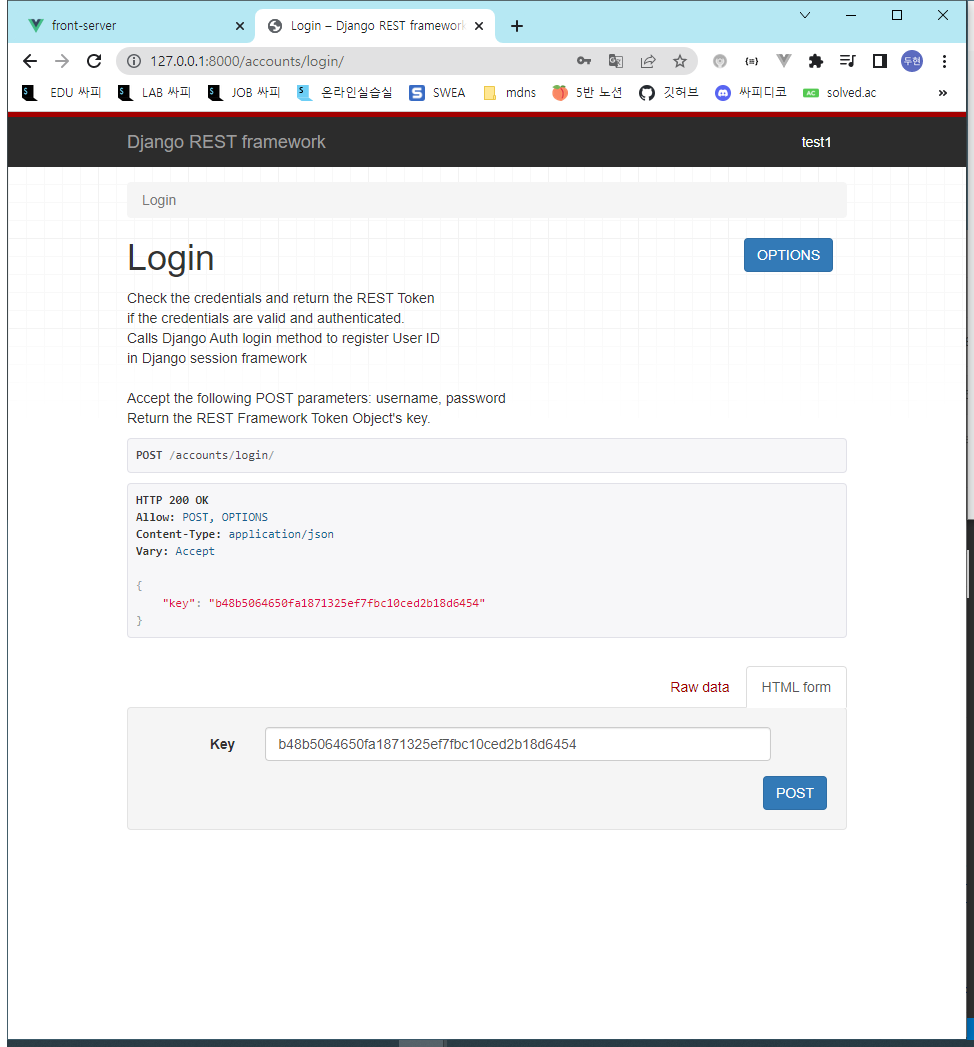 front-server
Login – Django REST framework
127.0.0.1:8000/accounts/login/
두현
EDU 싸피
LAB 싸피
JOB 싸피
온라인실습실
SWEA
mdns
5반 노션
깃허브
싸피디코
AC
solved.ac
»
Django REST framework
test1
Login
Login
OPTIONS
Check the credentials and return the REST Token
if the credentials are valid and authenticated.
Calls Django Auth login method to register User ID
in Django session framework
Accept the following POST parameters: username, password
Return the REST Framework Token Object's key.
POST /accounts/login/
HTTP 200 OK
Allow: POST, OPTIONS
Content-Type: application/json
Vary: Accept
{
"key": "b48b5064650fa1871325ef7fbc10ced2b18d6454"
}
Raw data
HTML form
Key
b48b5064650fa1871325ef7fbc10ced2b18d6454
POST